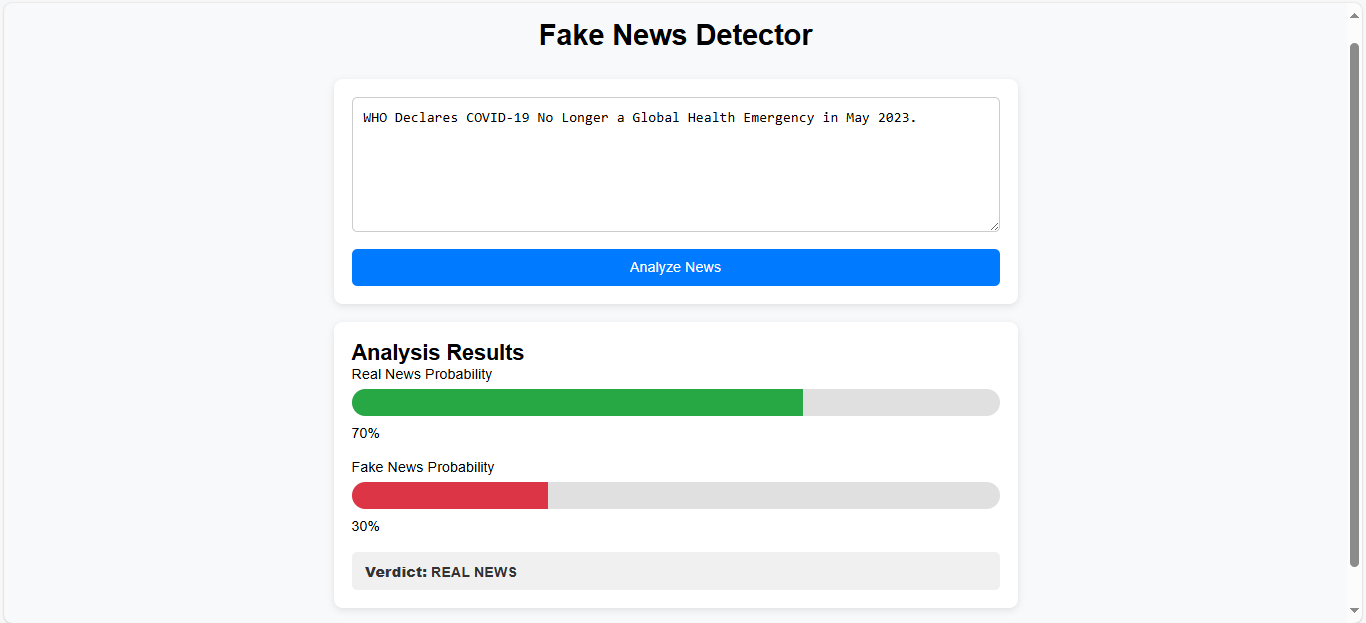 Fake News Detector
WHO Declares COVID-19 No Longer a Global Health Emergency in May 2023.
Analyze News
Analysis Results
Real News Probability
70%
Fake News Probability
30%
Verdict: REAL NEWS